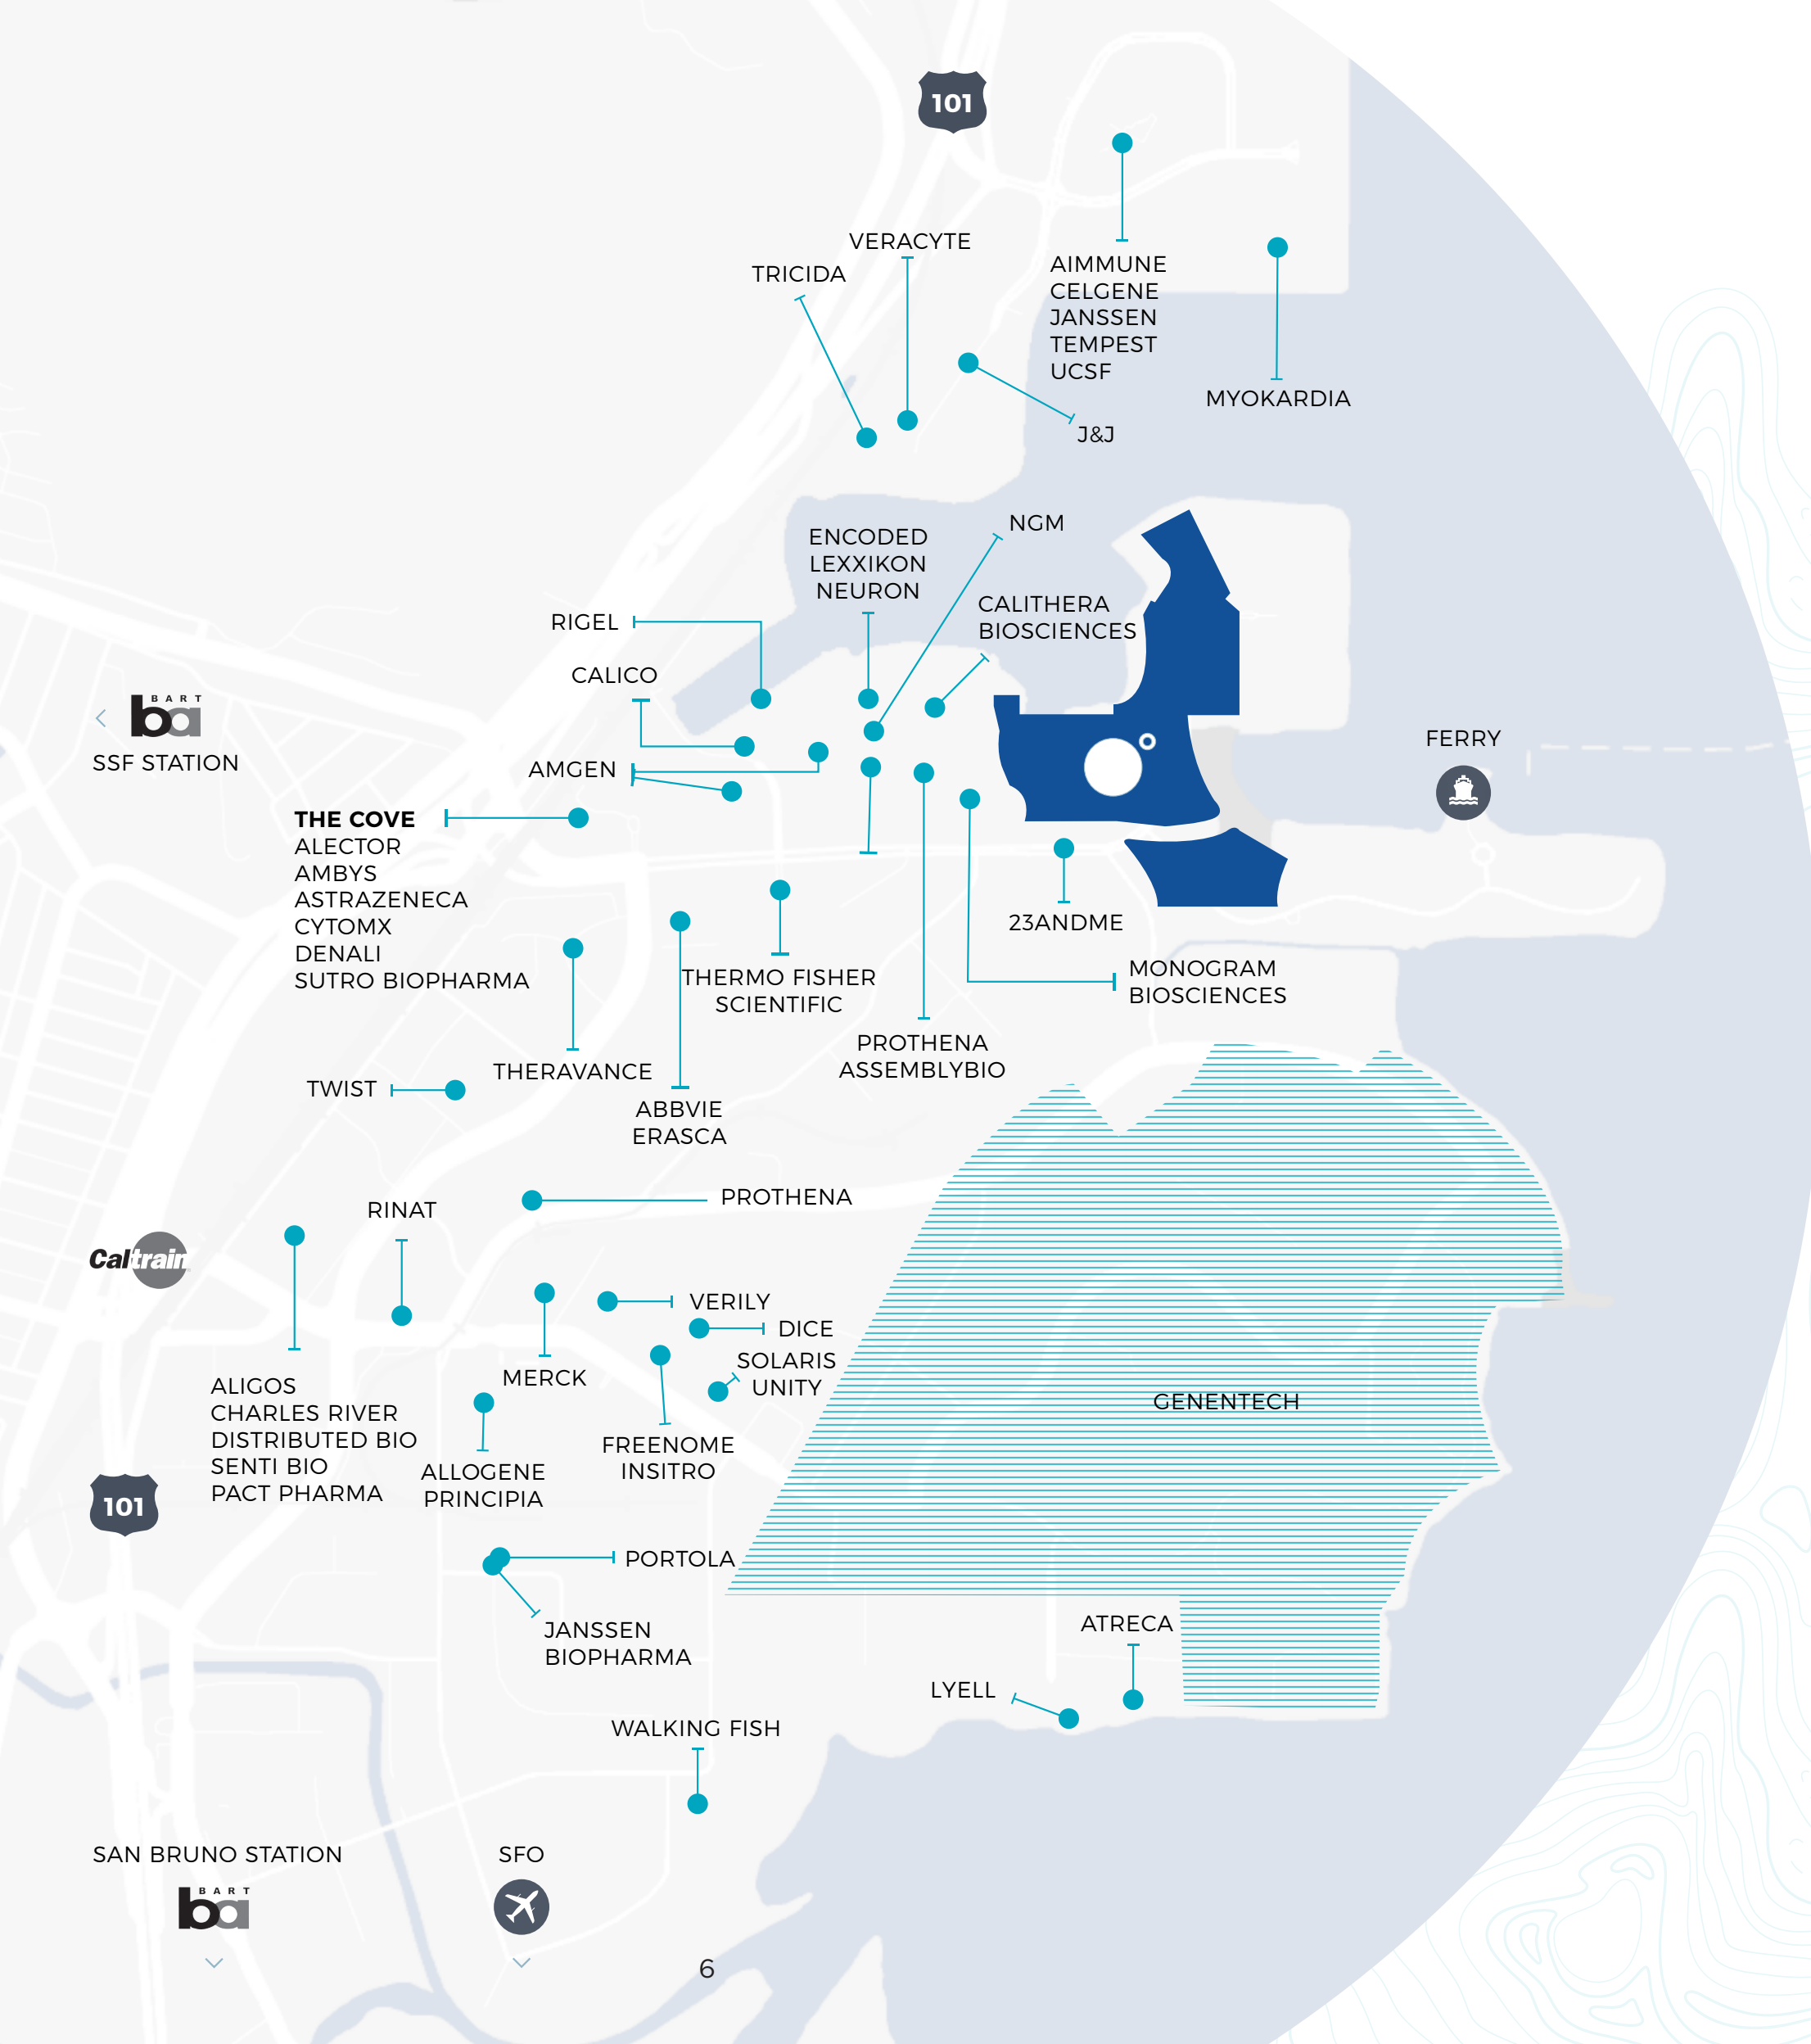 101
VERACYTE
TRICIDA
AIMMUNE
CELGENE
JANSSEN
TEMPEST
UCSF
MYOKARDIA
J&J
NGM
ENCODED
LEXXIKON
NEURON
CALITHERA
BIOSCIENCES
RIGEL
CALICO
BART
ba
SSF STATION
AMGEN
FERRY
THE COVE
ALECTOR
AMBYS
ASTRAZENECA
CYTOMX
DENALI
SUTRO BIOPHARMA
23ANDME
THERMO FISHER
SCIENTIFIC
MONOGRAM
BIOSCIENCES
PROTHENA
ASSEMBLYBIO
THERAVANCE
TWIST
ABBVIE
ERASCA
PROTHENA
RINAT
Caltrain
VERILY
DICE
SOLARIS
UNITY
MERCK
GENENTECH
ALIGOS
CHARLES RIVER
DISTRIBUTED BIO
SENTI BIO
PACT PHARMA
FREENOME
INSITRO
ALLOGENE
PRINCIPIA
101
PORTOLA
JANSSEN
BIOPHARMA
ATRECA
LYELL
WALKING FISH
SAN BRUNO STATION
BART
ba
SFO
6